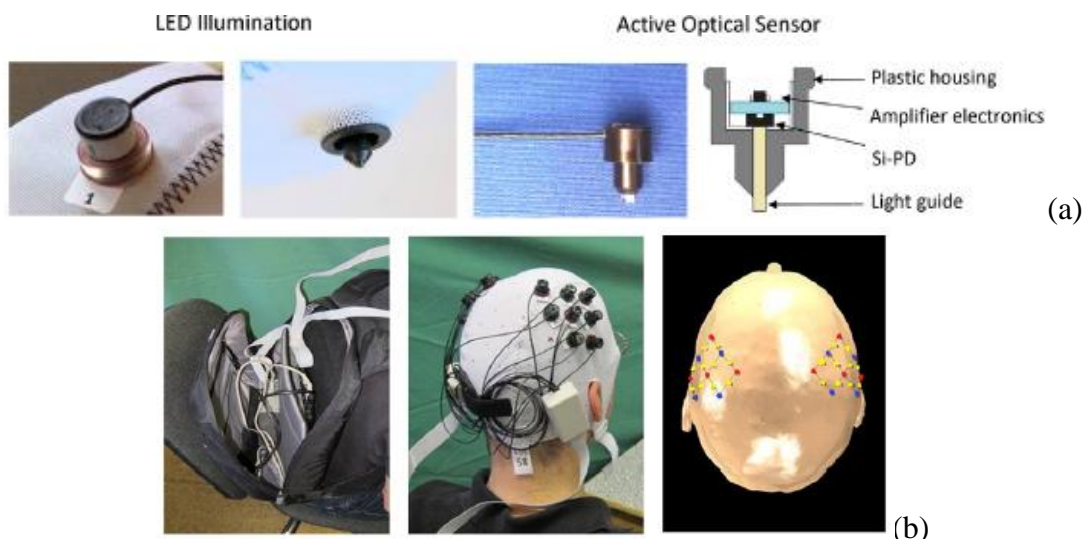 LED Illumination
Active Optical Sensor
1
Plastic housing
Amplifier electronics
Si-PD
Light guide
(a)
58
(b)